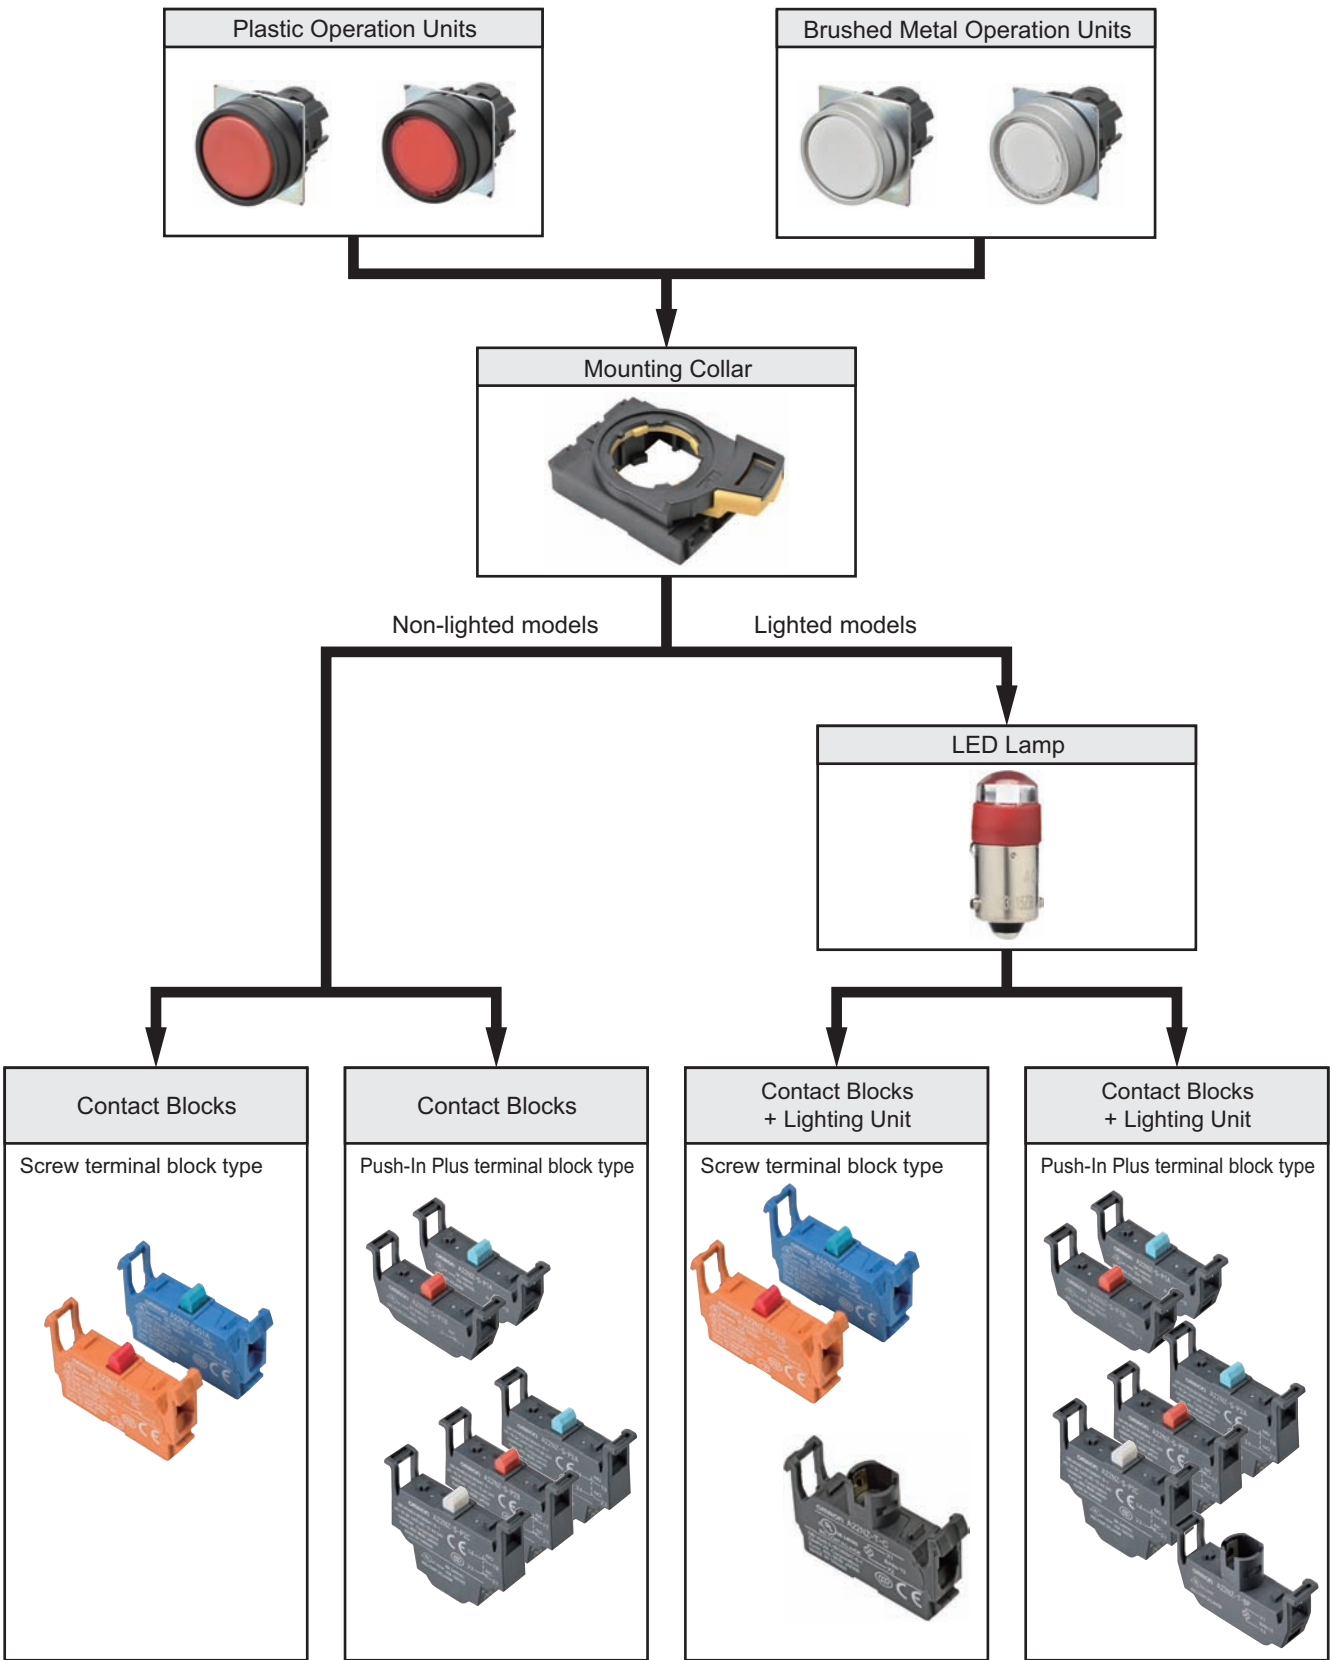 Plastic Operation Units
Brushed Metal Operation Units
Mounting Collar
Non-lighted models
Lighted models
LED Lamp
Contact Blocks
Contact Blocks
Contact Blocks
+ Lighting Unit
Contact Blocks
+ Lighting Unit
Screw terminal block type
Push-In Plus terminal block type
Screw terminal block type
Push-In Plus terminal block type